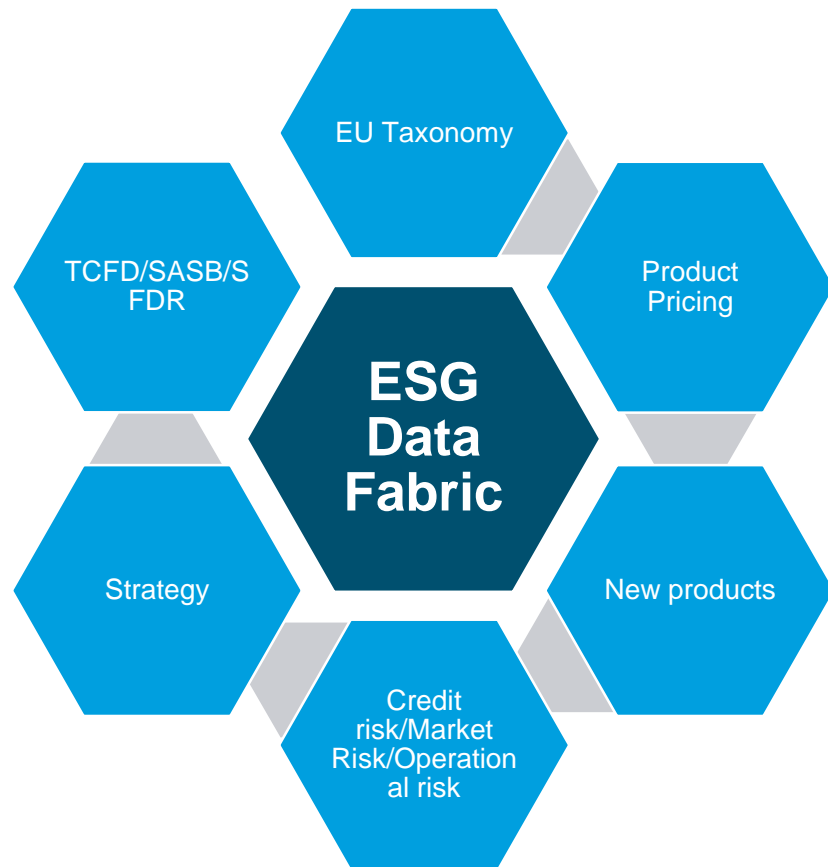 EU Taxonomy
TCFD/SASB/S
FDR
Product
Pricing
ESG
Data
Fabric
Strategy
New products
Credit
risk/Market
Risk/Operation
al risk